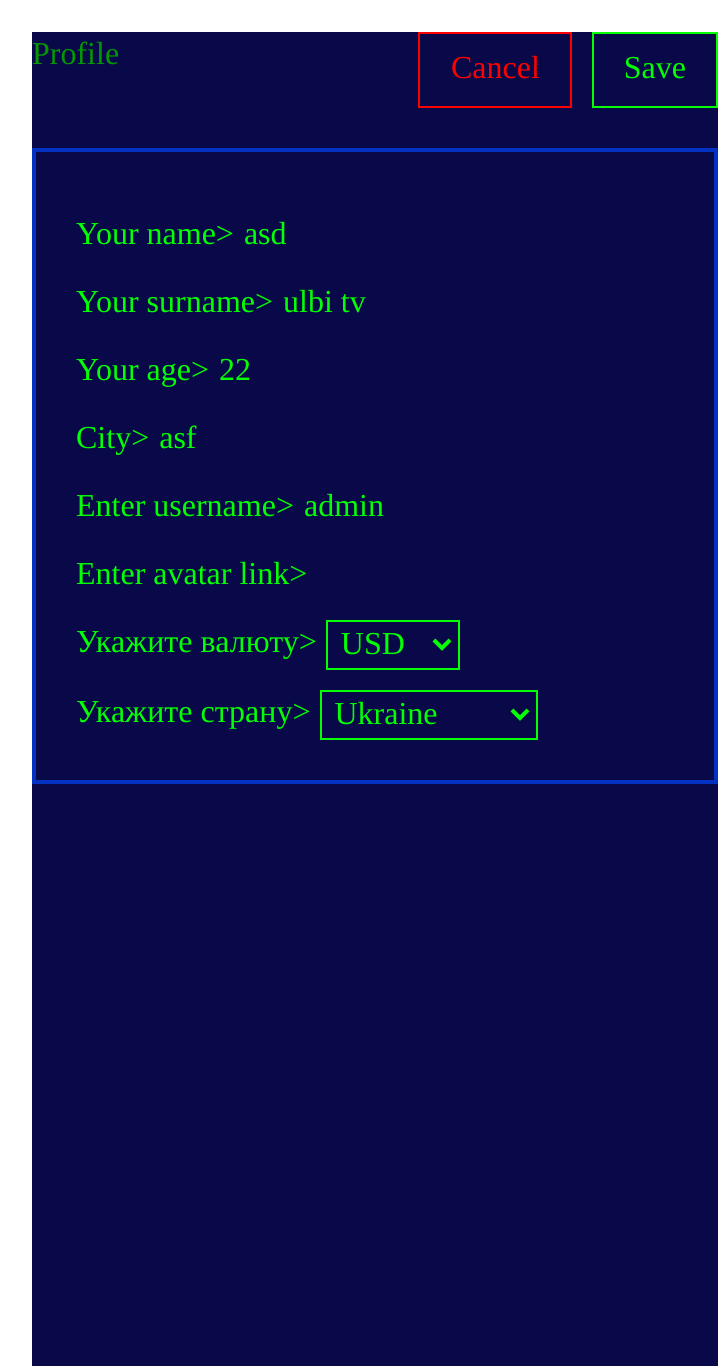 Profile Cancel Save
Your name> asd
Your surname> ulbi tv
Your age> 22
City> asf
Enter username> admin
Enter avatar link>
Укажите валюту> USD
Укажите страну> Ukraine